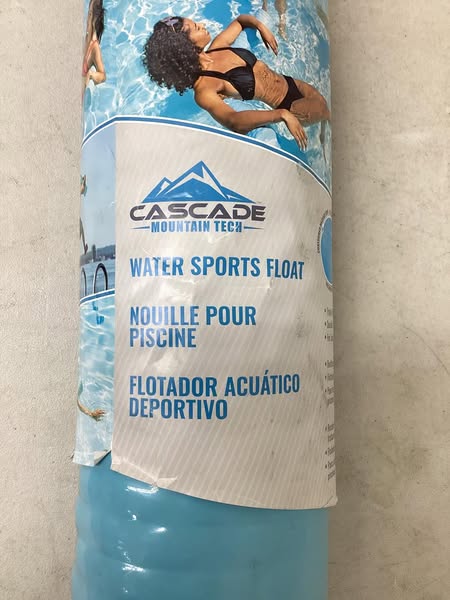 CASCADE
MOUNTAIN TECH
WATER SPORTS FLOAT
NOUILLE POUR
PISCINE
FLOTADOR ACUÁTICO
DEPORTIVO